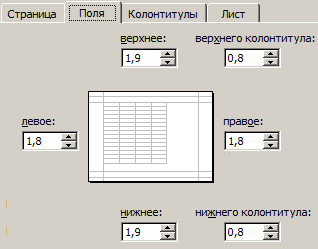 Страница Поля Колонтитулы Лист
верхнее: верхнего колонтитула:
1,9 0,8
левое: правое:
1,8 1,8
нижнее: нижнего колонтитула:
1,9 0,8